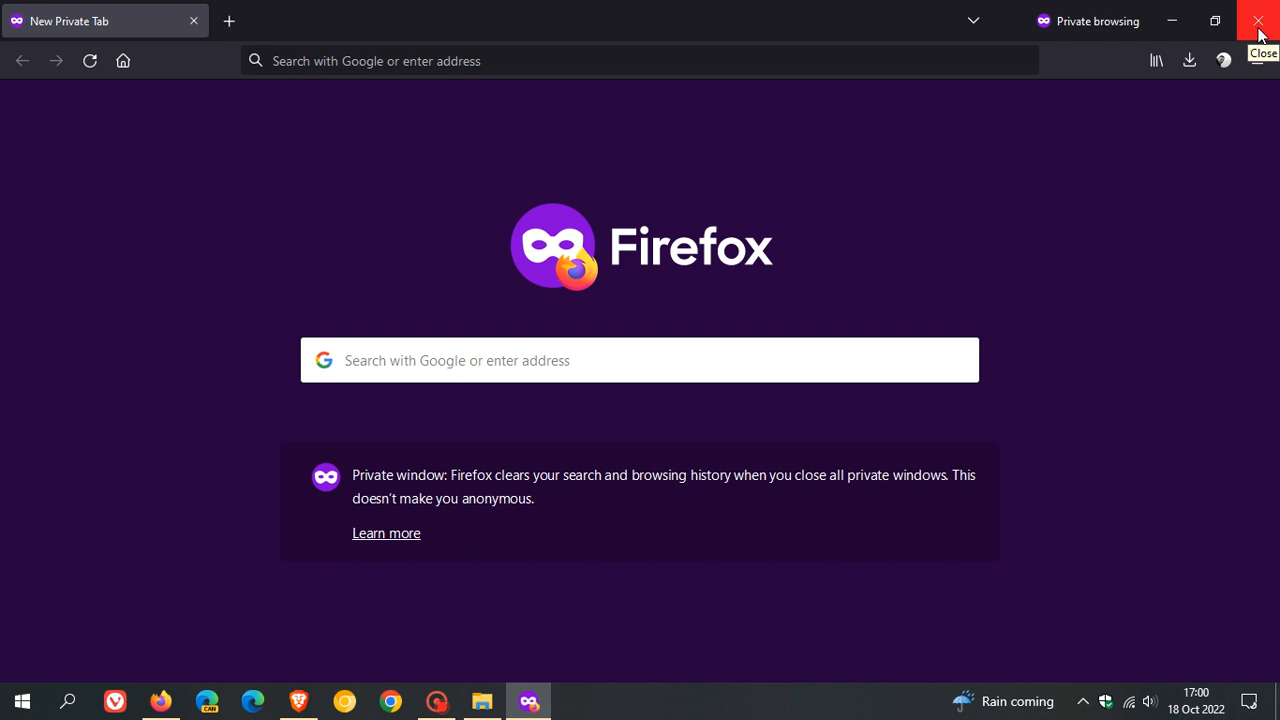 New Private Tab
Private browsing
Close
Search with Google or enter address
Firefox
Search with Google or enter address
Private window: Firefox clears your search and browsing history when you close all private windows. This
doesn't make you anonymous.
Learn more
CAN
Rain coming
17:00
18 Oct 2022